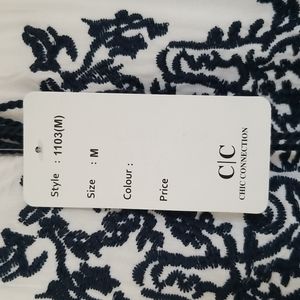 C|C
CHIC CONNECTION
Style : 1103(M)
Size : M
Colour :
Price